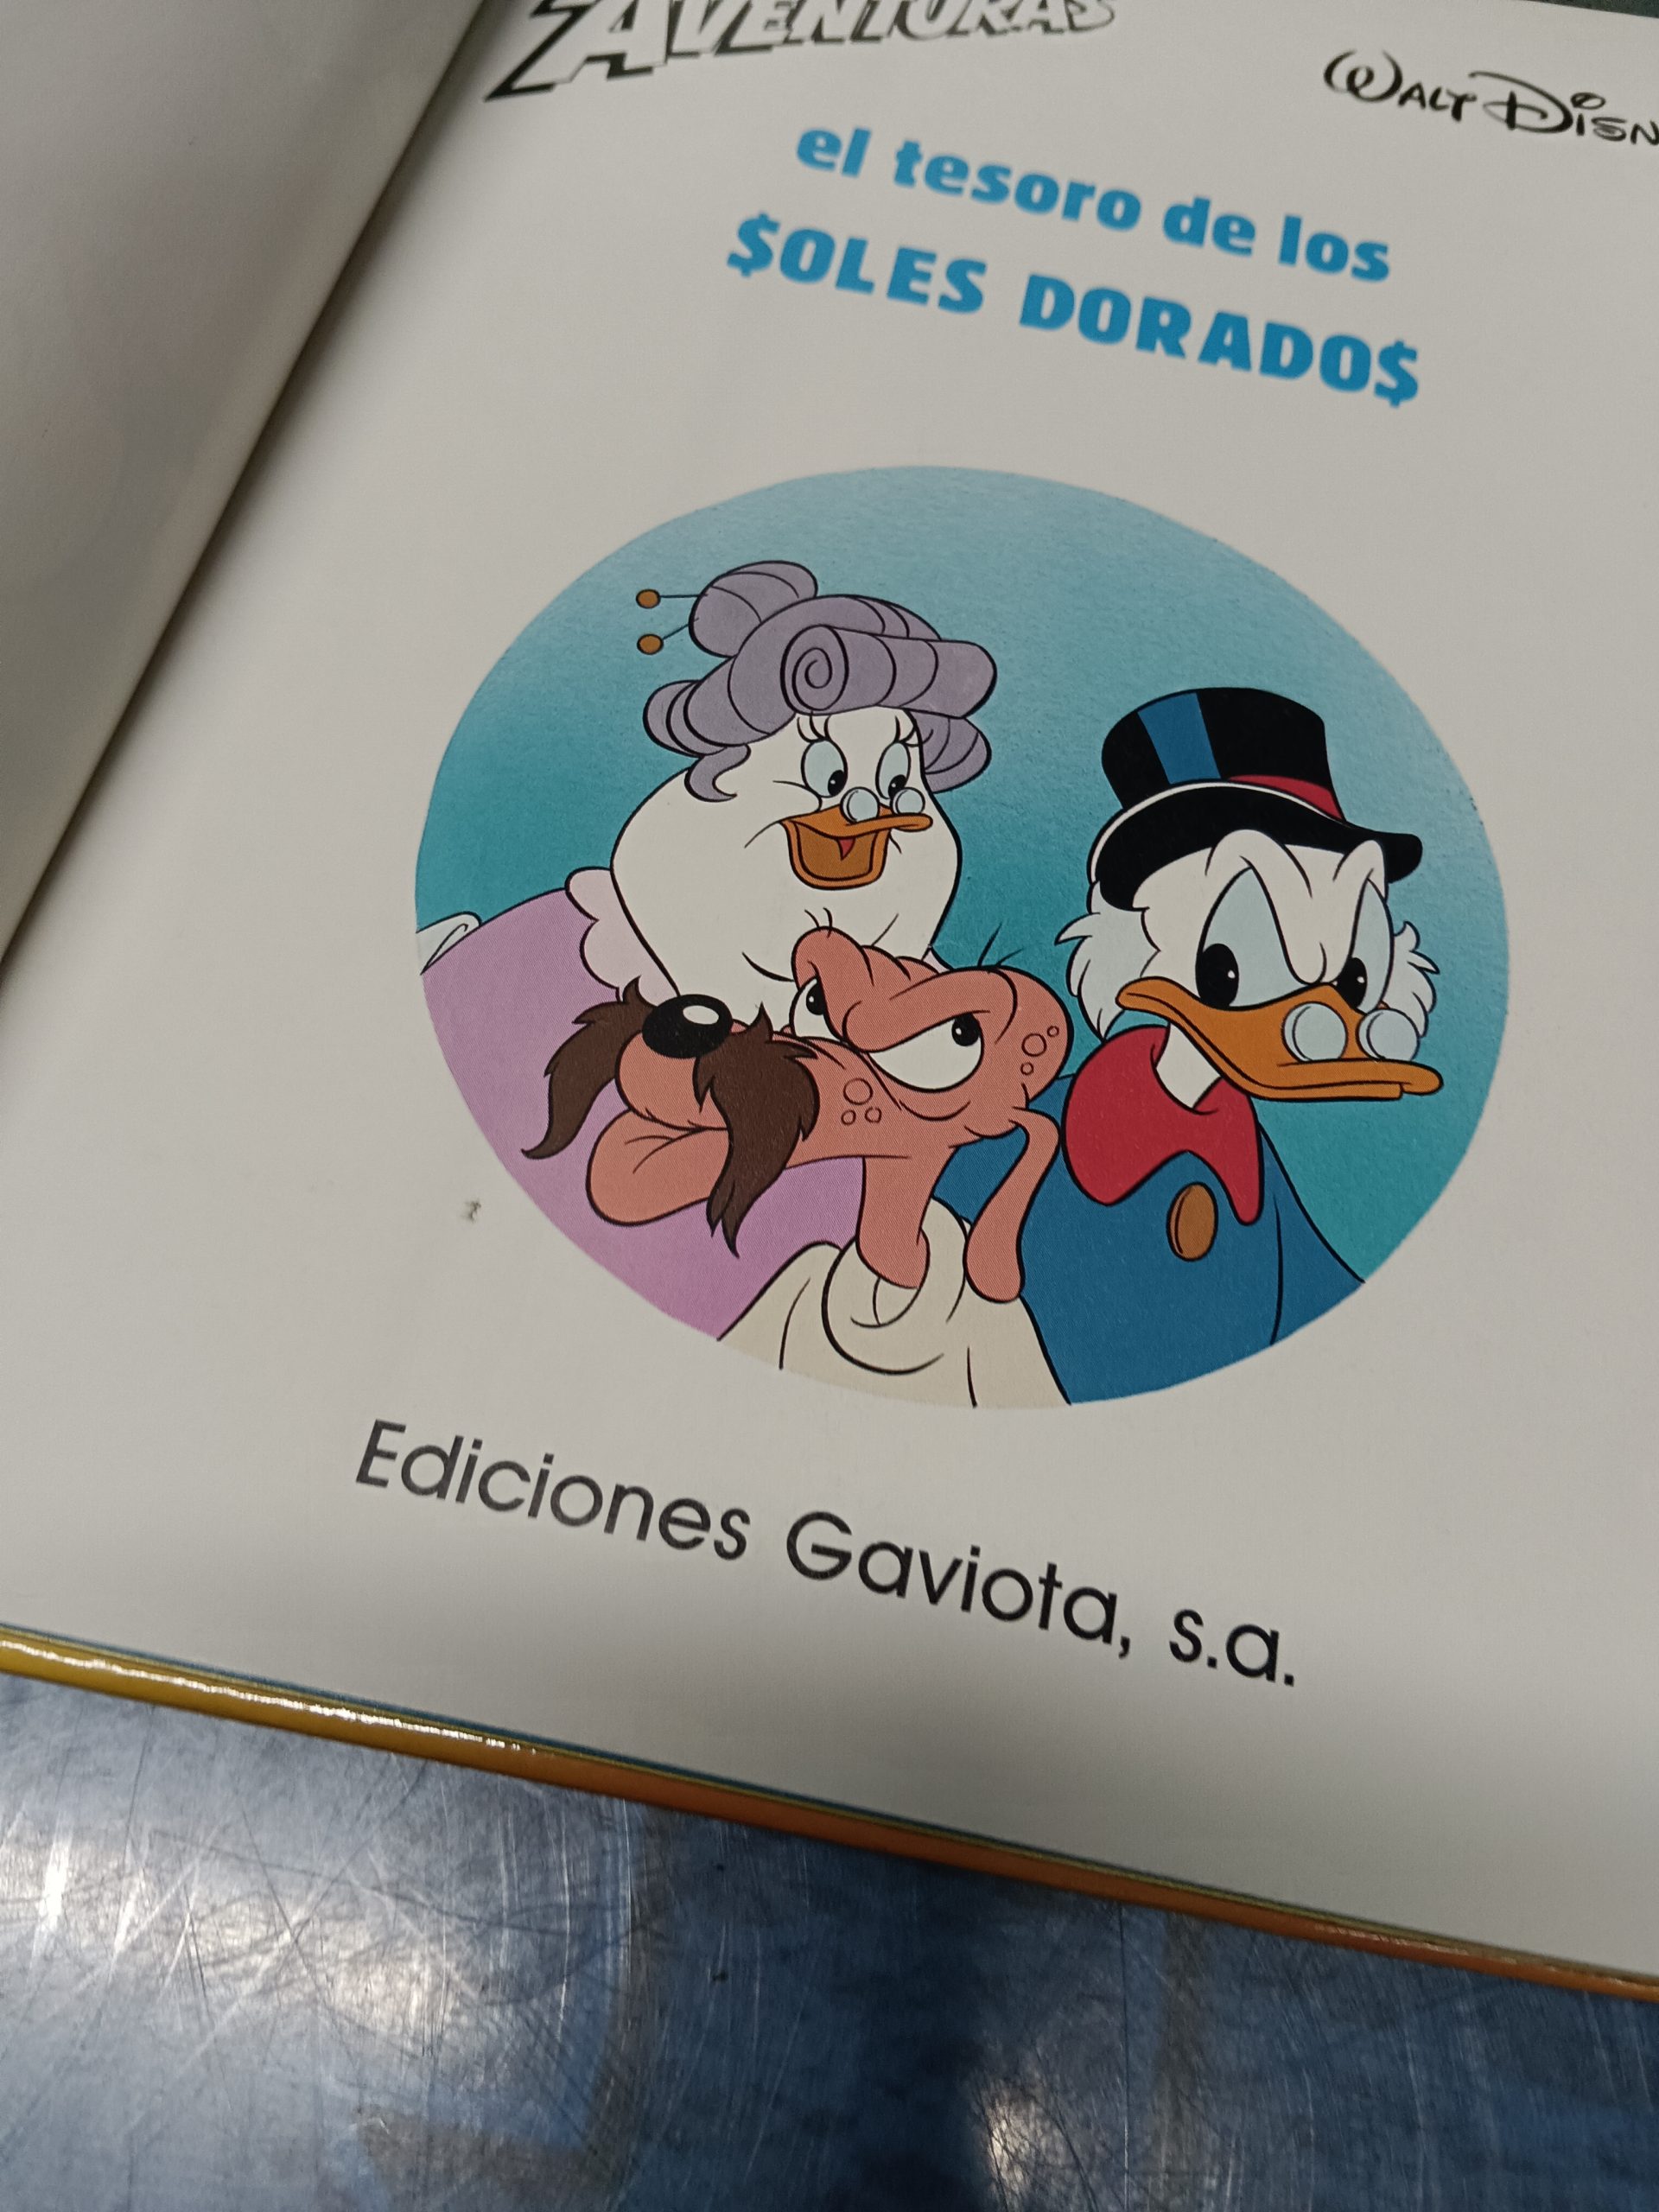 AVENTURAS
WALT DISN
el tesoro de los
$OLES DORADO$
Ediciones Gaviota, s.a.